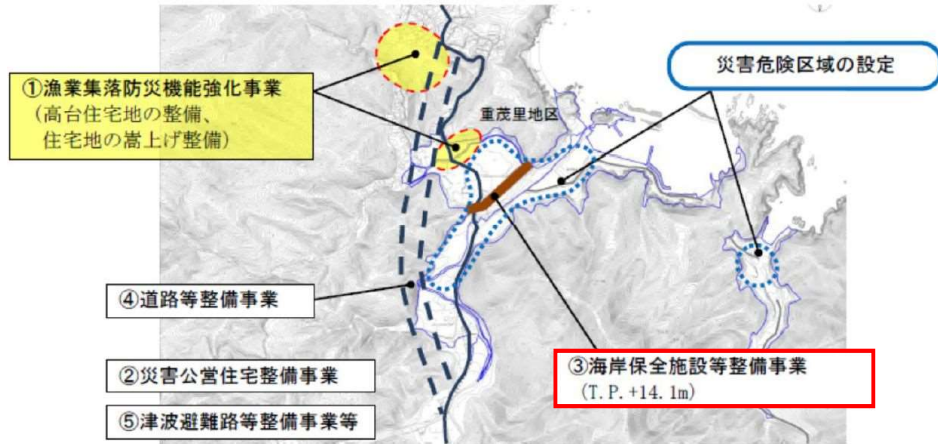 災害危険区域の設定
①漁業集落防災機能強化事業
(高台住宅地の整備、
住宅地の嵩上げ整備)
重茂里地区
④道路等整備事業
③海岸保全施設等整備事業
(T.P.+14.1m)
②災害公営住宅整備事業
⑤津波避難路等整備事業等